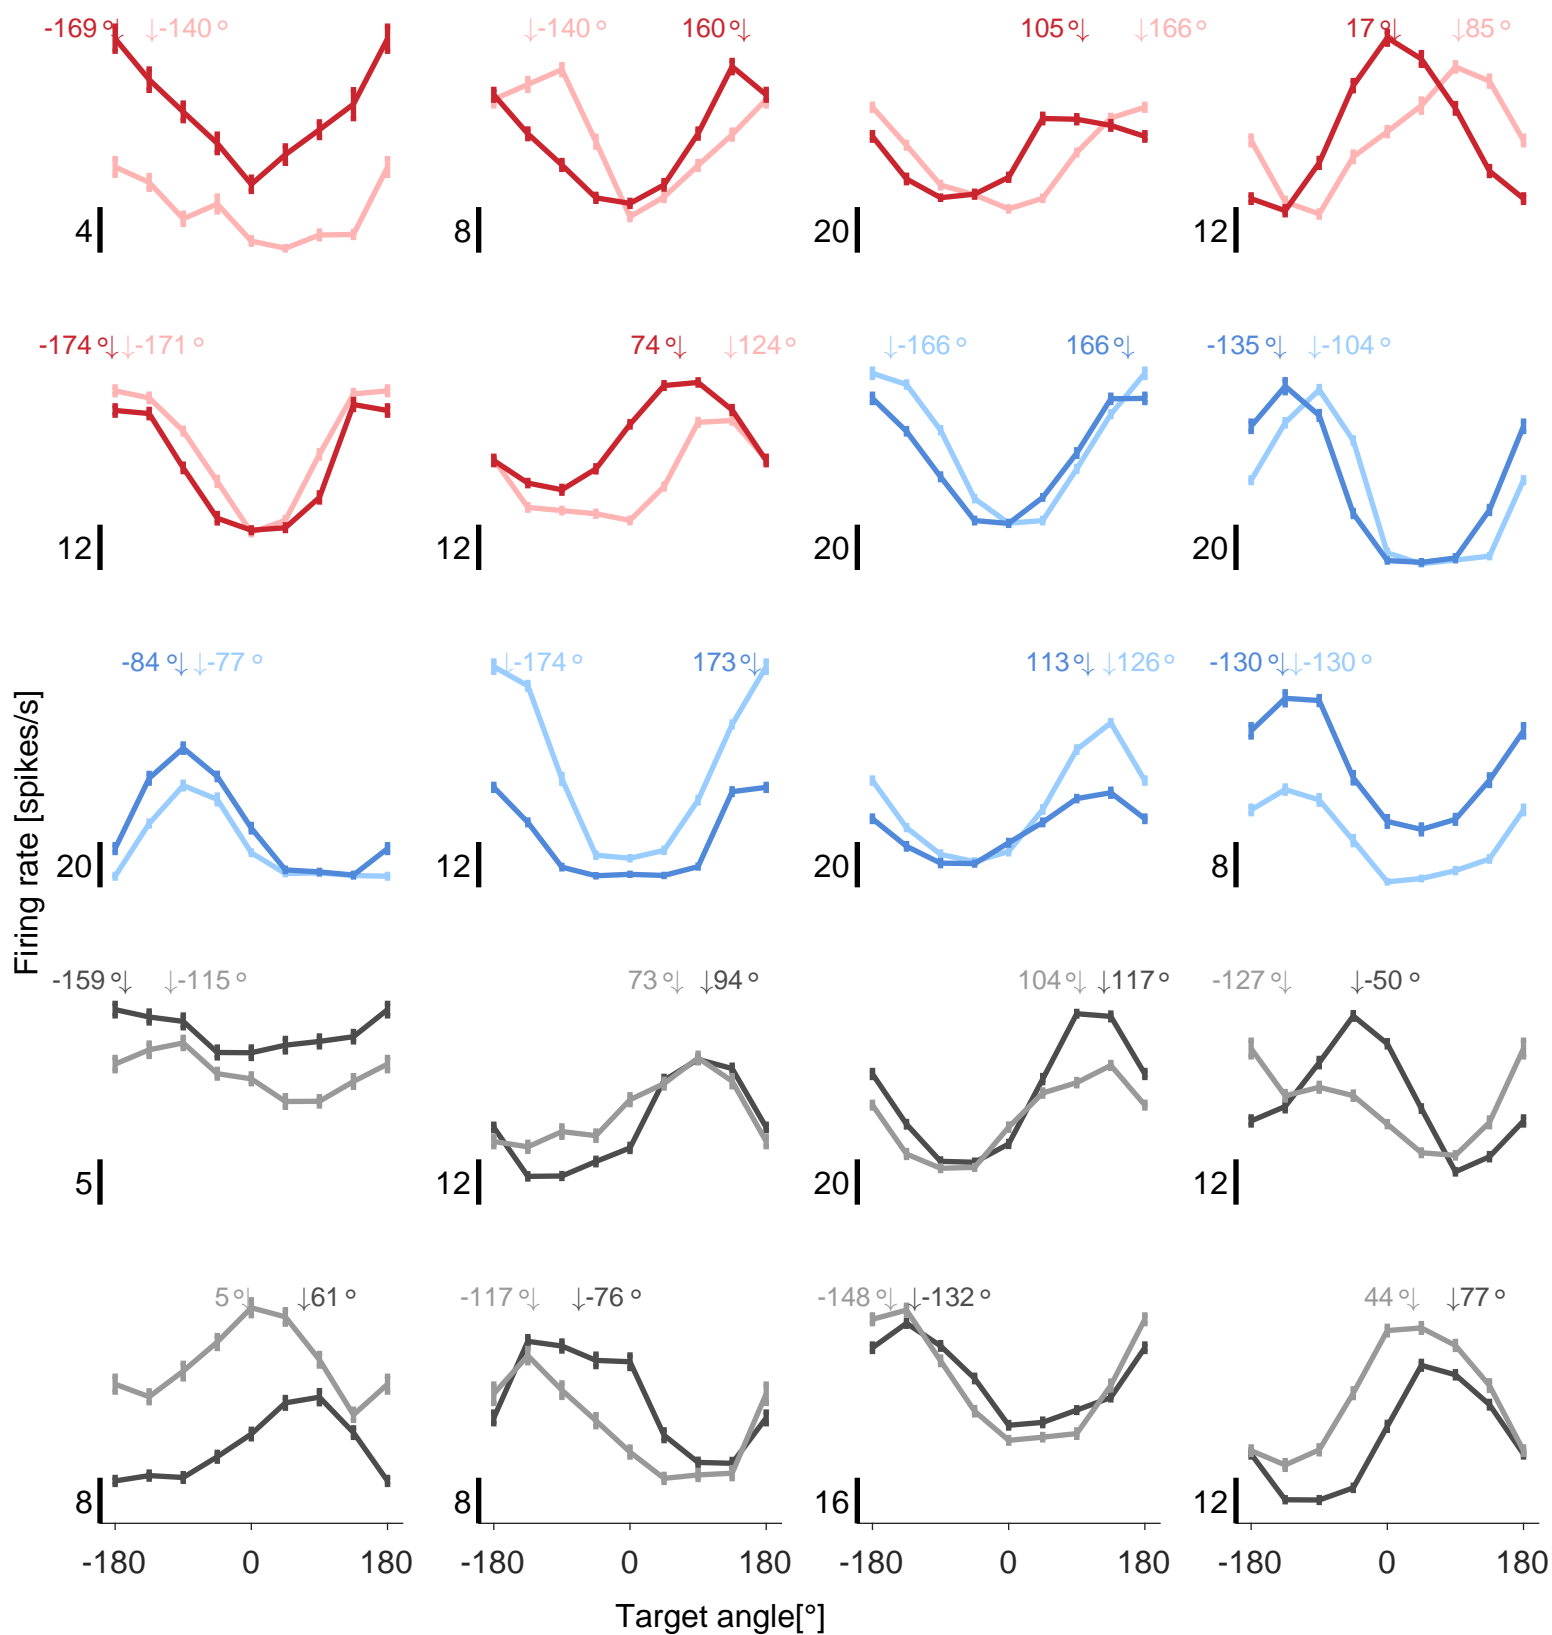 -169° ↓ ↓-140° ↓-140° 160°↓ 105°↓ ↓166° 17°↓ ↓85°
4 8 20 12
-174°↓ ↓-171° 74°↓ ↓124° ↓-166° 166°↓ -135°↓ ↓-104°
12 12 20 20
-84°↓ ↓-77° ↓-174° 173°↓ 113°↓ ↓126° -130°↓ ↓-130°
20 12 20 8
Firing rate [spikes/s]
-159°↓ ↓-115° 73°↓ ↓94° 104°↓ ↓117° -127°↓ ↓-50°
5 12 20 12
5°↓ ↓61° -117°↓ ↓-76° -148°↓ ↓-132° 44°↓ ↓77°
8 8 16 12
-180 0 180 -180 0 180 -180 0 180 -180 0 180
Target angle[°]